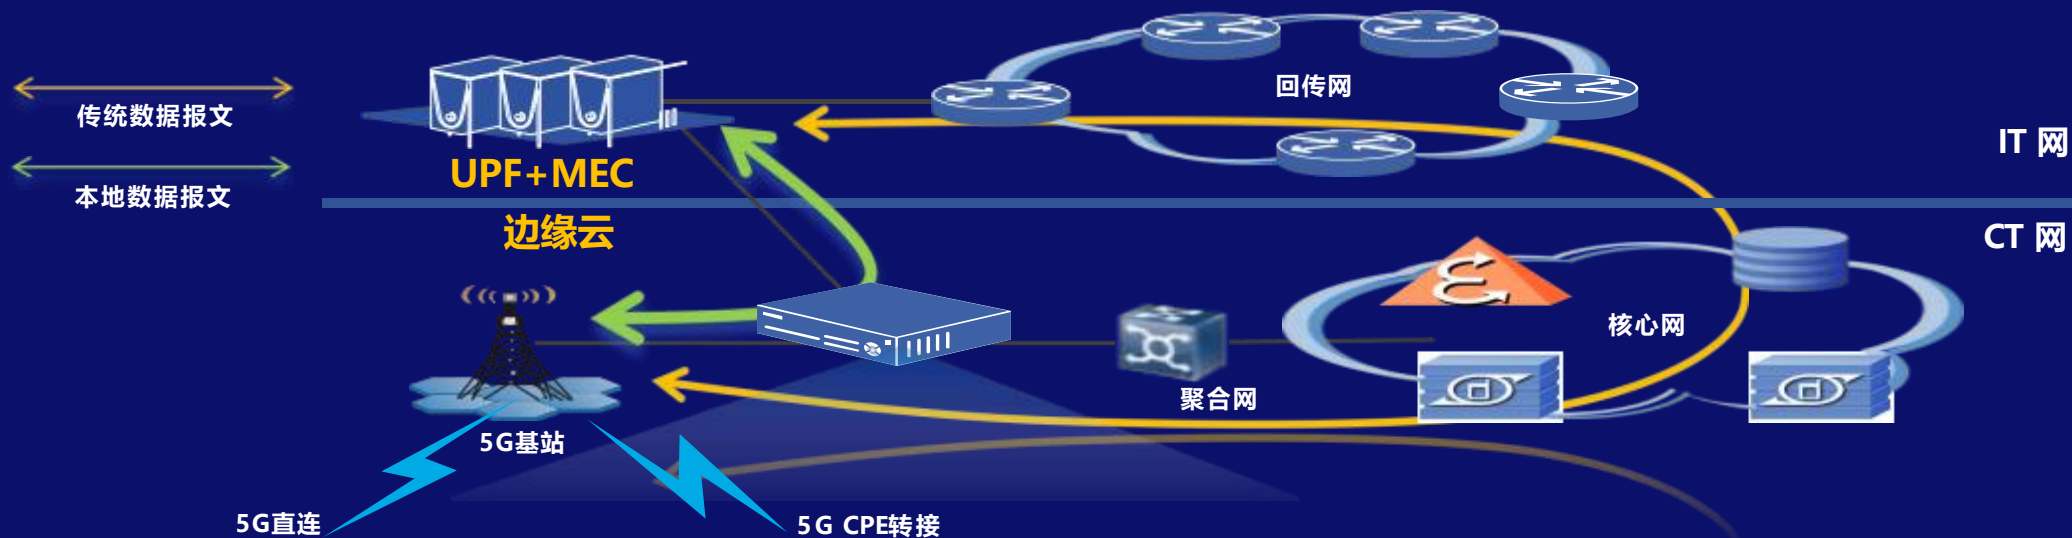 传统数据报文
本地数据报文
UPF+MEC
边缘云
回传网
IT 网
CT 网
核心网
聚合网
5G基站
5G直连
5G CPE转接